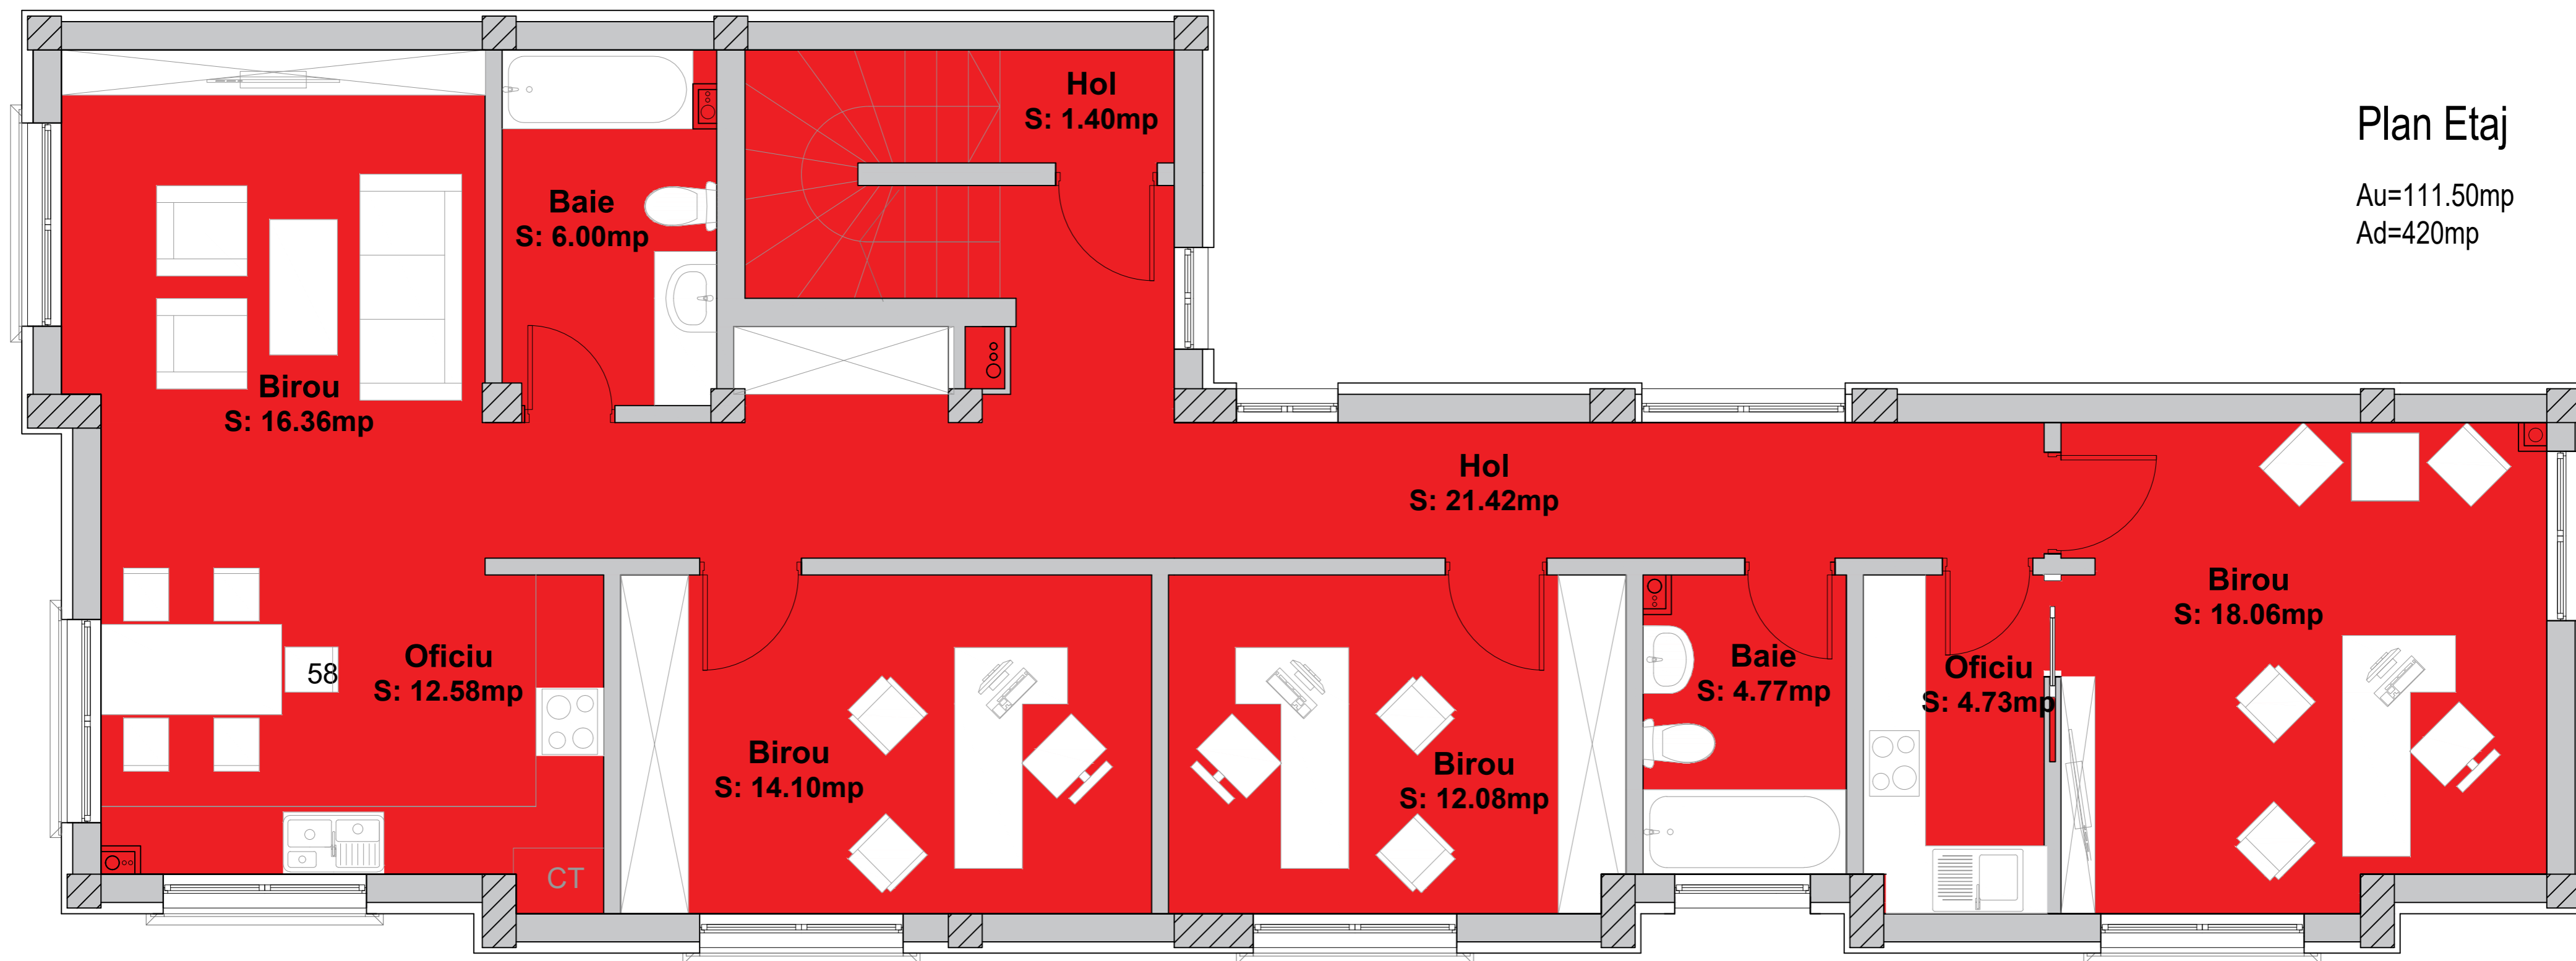 Hol
S: 1.40mp
Plan Etaj
Au=111.50mp
Ad=420mp
Baie
S: 6.00mp
Birou
S: 16.36mp
Hol
S: 21.42mp
Birou
S: 18.06mp
Oficiu
S: 12.58mp
58
Baie
S: 4.77mp
Oficiu
S: 4.73mp
Birou
S: 14.10mp
Birou
S: 12.08mp
CT